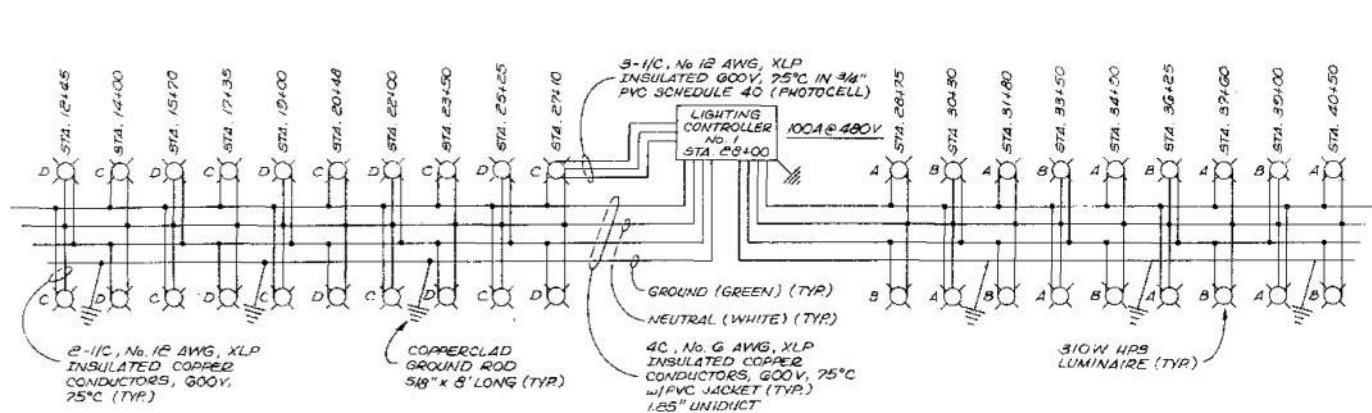 STA. 12+45
STA. 14+00
STA. 15+70
STA. 17+35
STA. 19+00
STA. 20+48
STA. 22+00
STA. 23+50
STA. 25+25
STA. 27+10
3-1/C, No 12 AWG, XLP
INSULATED 600V, 75°C IN 3/4"
PVC SCHEDULE 40 (PHOTOCELL)
LIGHTING
CONTROLLER
No. 1
STA. 28+00
100A @ 480V
STA. 28+75
STA. 30+30
STA. 31+80
STA. 33+50
STA. 34+00
STA. 36+25
STA. 37+60
STA. 39+00
STA. 40+50
D C D C D C D C D C
A B A B A B A B A
C D C D C D C D C D
B A B A B A B A B
GROUND (GREEN) (TYP.)
NEUTRAL (WHITE) (TYP.)
2-1/C, No. 12 AWG, XLP
INSULATED COPPER
CONDUCTORS, 600V,
75°C (TYP.)
COPPERCLAD
GROUND ROD
5/8" x 8' LONG (TYP.)
4C, No. 6 AWG, XLP
INSULATED COPPER
CONDUCTORS, 600V, 75°C
w/PVC JACKET (TYP.)
1.25" UNIDUCT
310W HPS
LUMINAIRE (TYP.)